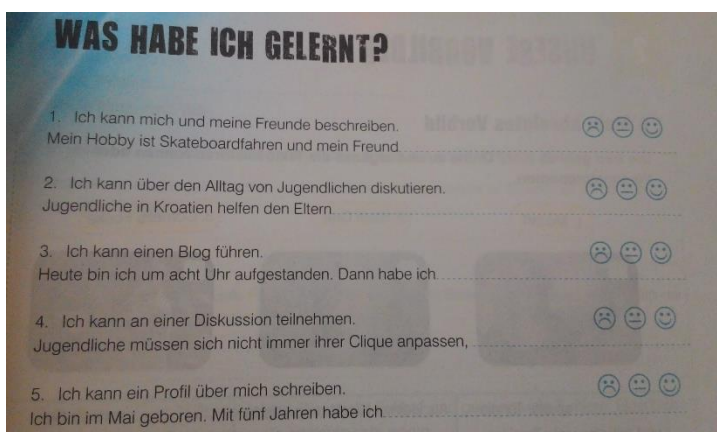 WAS HABE ICH GELERNT?
1. Ich kann mich und meine Freunde beschreiben.
Mein Hobby ist Skateboardfahren und mein Freund
2. Ich kann über den Alltag von Jugendlichen diskutieren.
Jugendliche in Kroatien helfen den Eltern
3. Ich kann einen Blog führen.
Heute bin ich um acht Uhr aufgestanden. Dann habe ich
4. Ich kann an einer Diskussion teilnehmen.
Jugendliche müssen sich nicht immer ihrer Clique anpassen,
5. Ich kann ein Profil über mich schreiben.
Ich bin im Mai geboren. Mit fünf Jahren habe ich